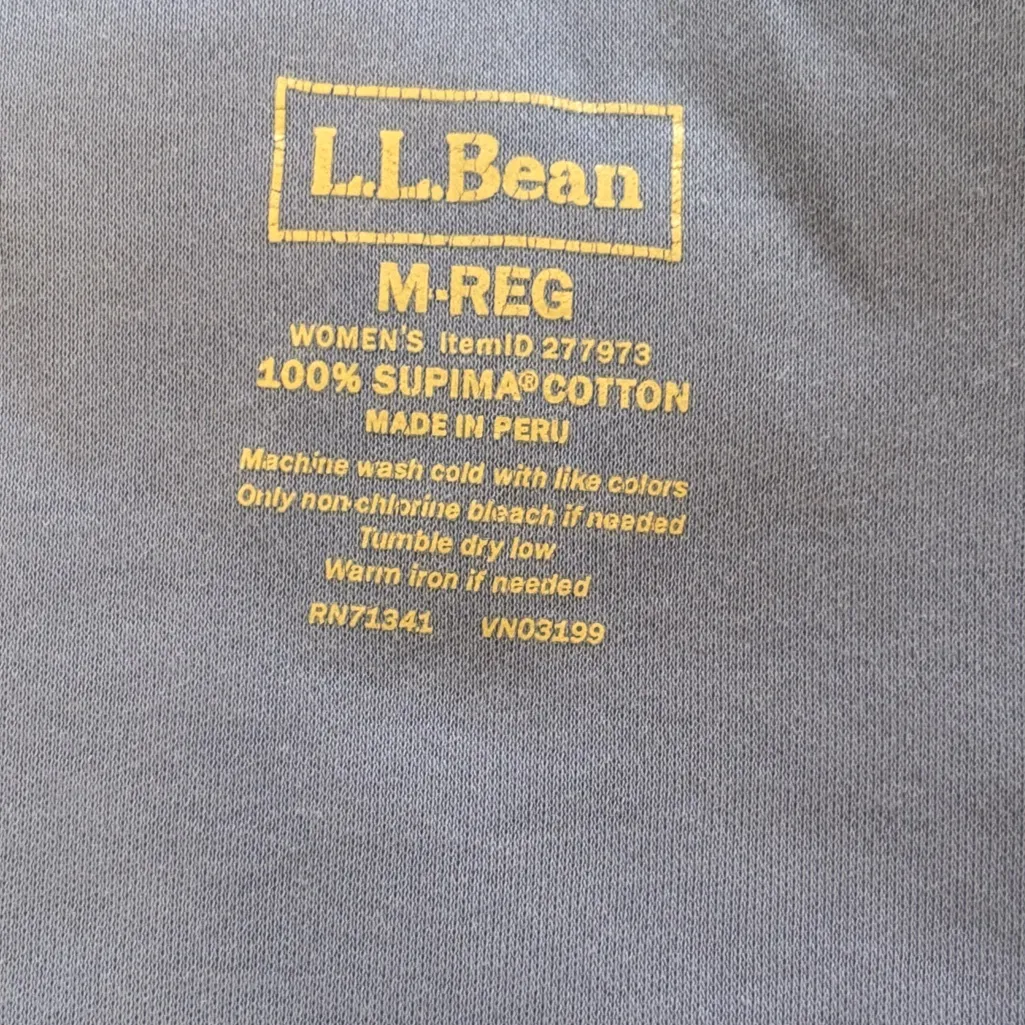 L.L.Bean
M-REG
WOMEN'S ItemID 277973
100% SUPIMA® COTTON
MADE IN PERU
Machine wash cold with like colors
Only non-chlorine bleach if needed
Tumble dry low
Warm iron if needed
RN71341 VN03199